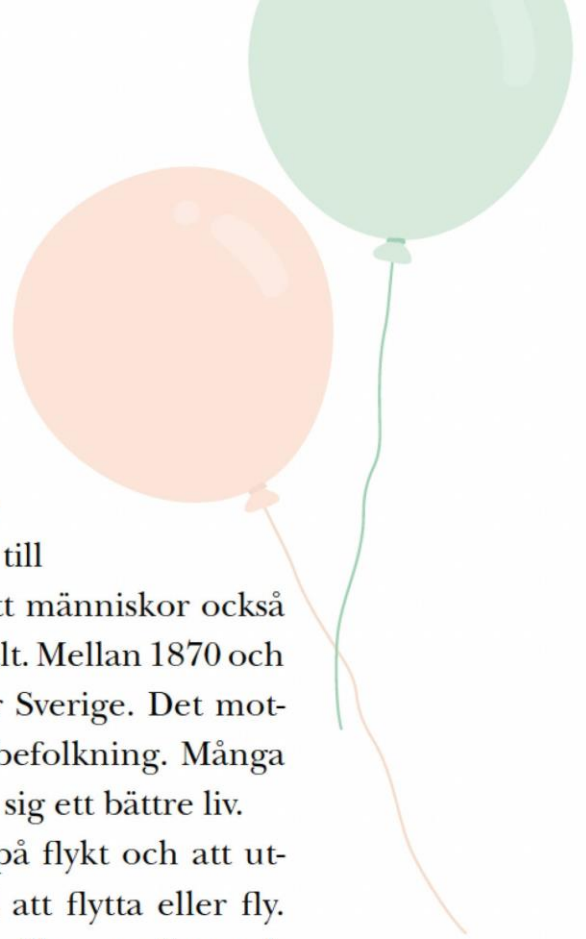 till
tt människor också
lt. Mellan 1870 och
r Sverige. Det mot-
befolkning. Många
sig ett bättre liv.
på flykt och att ut-
att flytta eller fly.